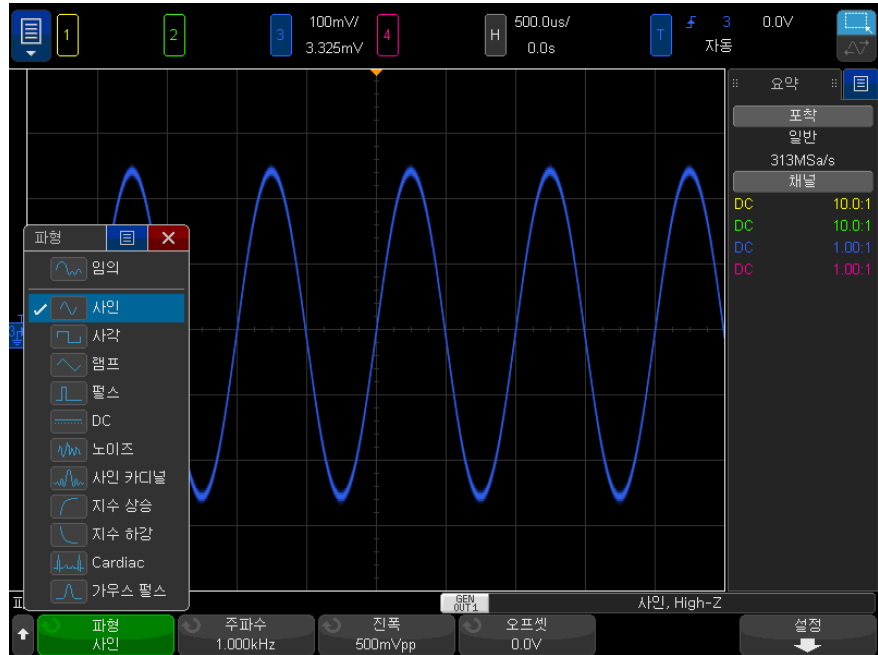 1
2
3
100mV/
3.325mV
4
H
500.0us/
0.0s
T
3
0.0V
자동
요약
포착
일반
313MSa/s
채널
DC 10.0:1
DC 10.0:1
DC 1.00:1
DC 1.00:1
파형
임의
사인
사각
램프
펄스
DC
노이즈
사인 카디널
지수 상승
지수 하강
Cardiac
가우스 펄스
GEN
OUT1
사인, High-Z
파형
사인
주파수
1.000kHz
진폭
500mVpp
오프셋
0.0V
설정